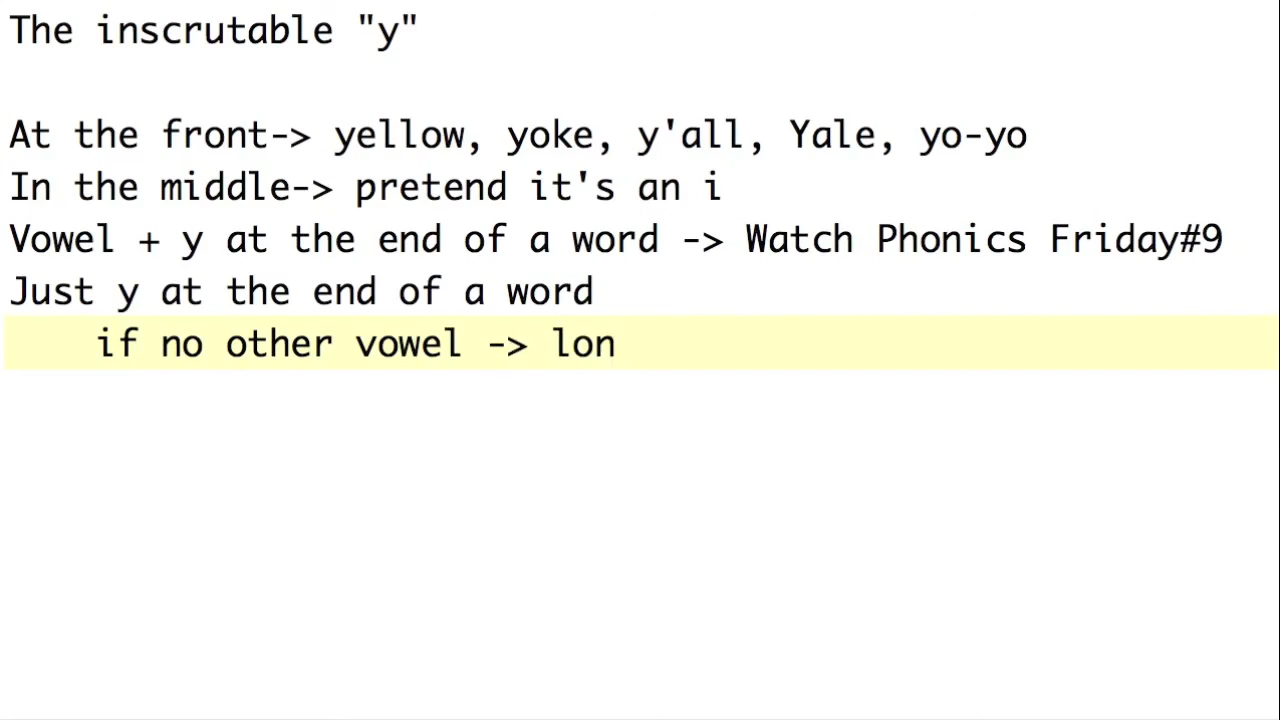 The inscrutable "y"
At the front-> yellow, yoke, y'all, Yale, yo-yo
In the middle-> pretend it's an i
Vowel + y at the end of a word -> Watch Phonics Friday#9
Just y at the end of a word
if no other vowel -> lon